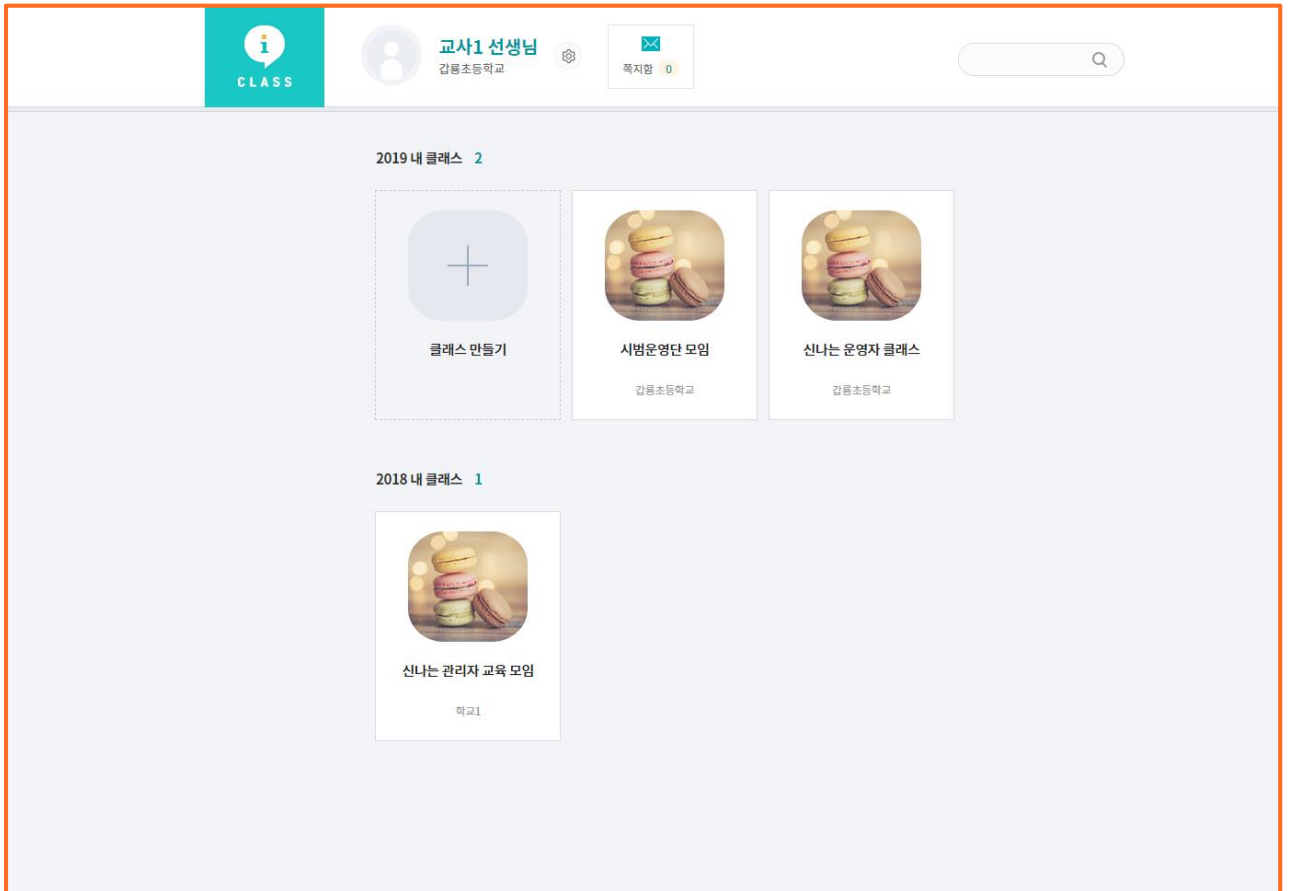 i
CLASS
교사1 선생님
갑룡초등학교
쪽지함 0
2019 내 클래스 2
클래스 만들기
시범운영단 모임
갑룡초등학교
신나는 운영자 클래스
갑룡초등학교
2018 내 클래스 1
신나는 관리자 교육 모임
학교1